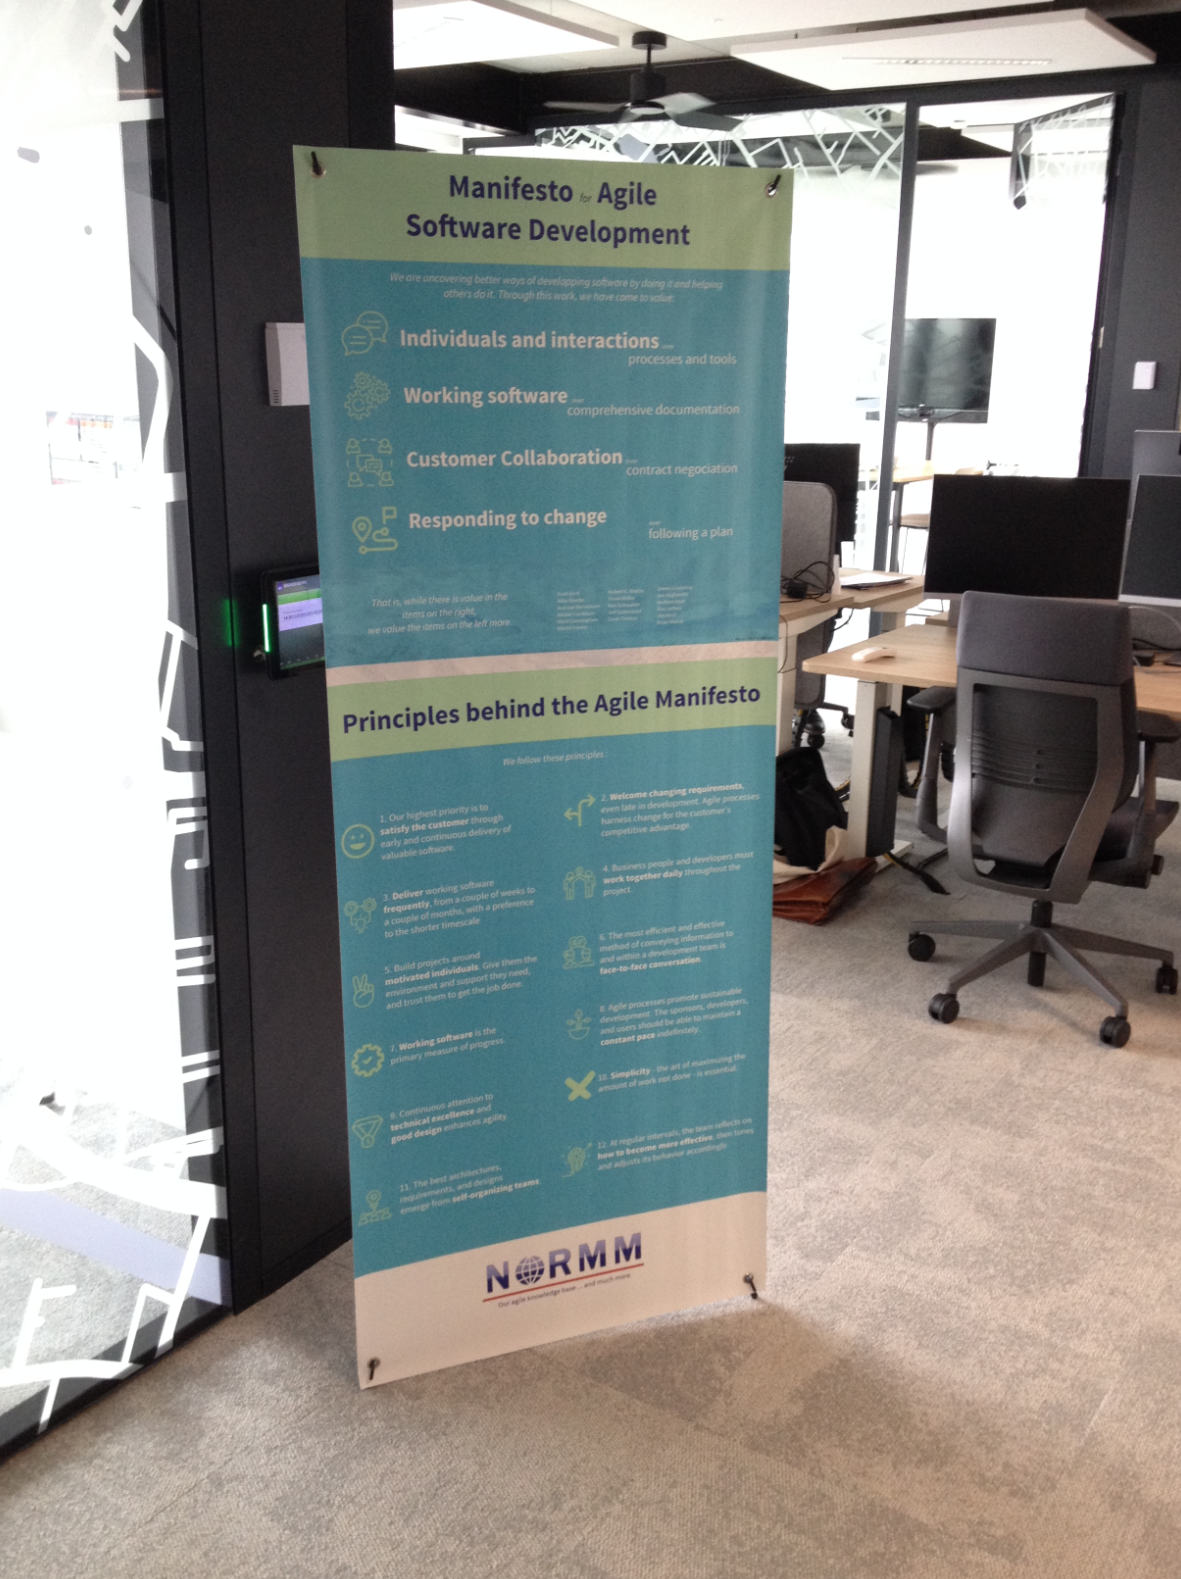 Manifesto for Agile
Software Development
We are uncovering better ways of developping software by doing it and helping
others do it. Through this work, we have come to value:
Individuals and interactions over
processes and tools
Working software over
comprehensive documentation
Customer Collaboration over
contract negociation
Responding to change over
following a plan
That is, while there is value in the
items on the right,
we value the items on the left more.
Principles behind the Agile Manifesto
We follow these principles :
1. Our highest priority is to
satisfy the customer through
early and continuous delivery of
valuable software.
2. Welcome changing requirements,
even late in development. Agile processes
harness change for the customer's
competitive advantage.
3. Deliver working software
frequently, from a couple of weeks to
a couple of months, with a preference
to the shorter timescale
4. Business people and developers must
work together daily throughout the
project.
5. Build projects around
motivated individuals. Give them the
environment and support they need,
and trust them to get the job done.
6. The most efficient and effective
method of conveying information to
and within a development team is
face-to-face conversation.
7. Working software is the
primary measure of progress.
8. Agile processes promote sustainable
development. The sponsors, developers,
and users should be able to maintain a
constant pace indefinitely.
9. Continuous attention to
technical excellence and
good design enhances agility.
10. Simplicity - the art of maximizing the
amount of work not done - is essential.
11. The best architectures,
requirements, and designs
emerge from self-organizing teams.
12. At regular intervals, the team reflects on
how to become more effective, then tunes
and adjusts its behavior accordingly.
NORMM
Our agile knowledge base ... and much more